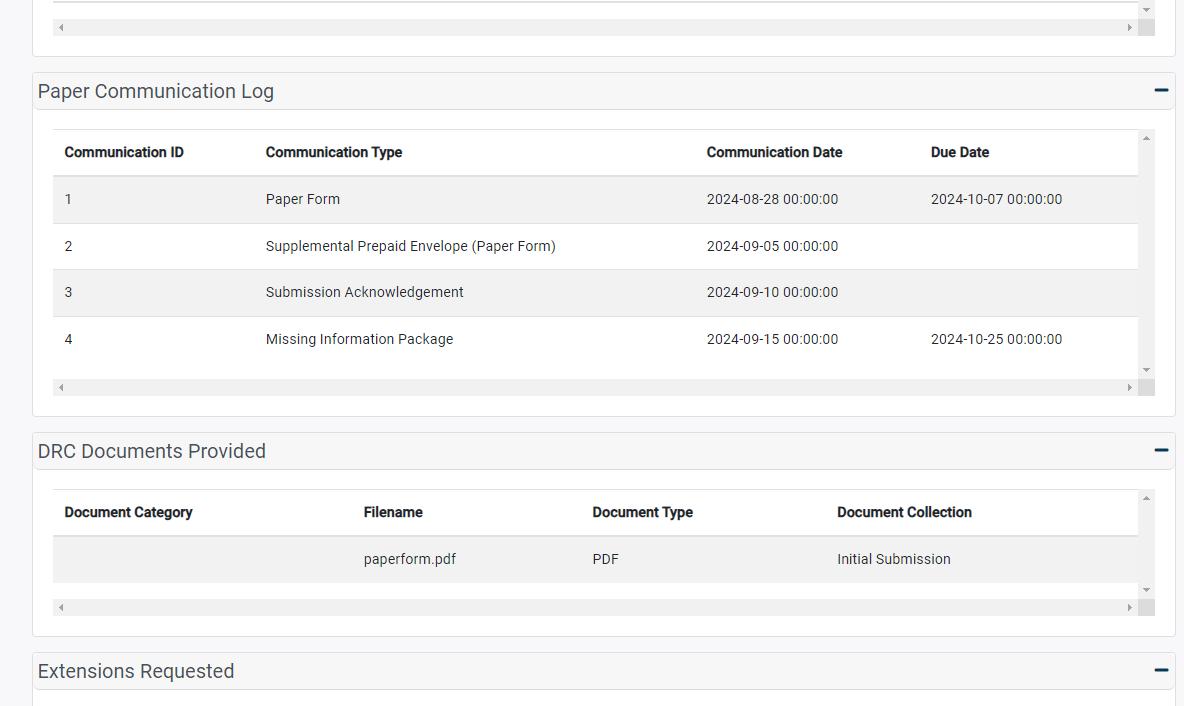 Paper Communication Log
Communication ID Communication Type Communication Date Due Date
1 Paper Form 2024-08-28 00:00:00 2024-10-07 00:00:00
2 Supplemental Prepaid Envelope (Paper Form) 2024-09-05 00:00:00
3 Submission Acknowledgement 2024-09-10 00:00:00
4 Missing Information Package 2024-09-15 00:00:00 2024-10-25 00:00:00
DRC Documents Provided
Document Category Filename Document Type Document Collection
paperform.pdf PDF Initial Submission
Extensions Requested